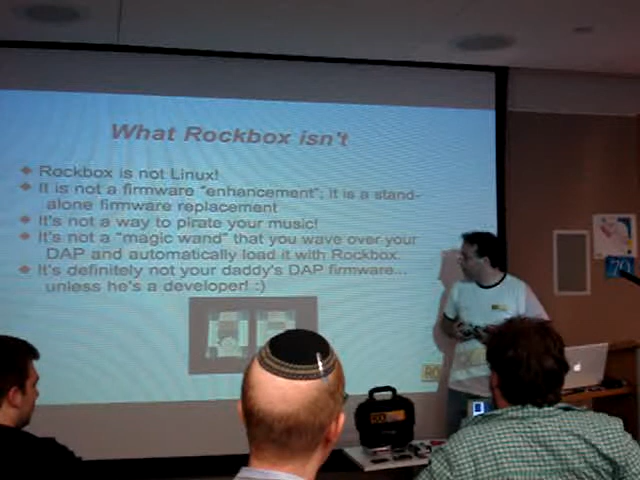 What Rockbox isn't
Rockbox is not Linux!
It is not a firmware "enhancement", it is a stand-
alone firmware replacement
It's not a way to pirate your music!
It's not a "magic wand" that you wave over your
DAP and automatically load it with Rockbox.
It's definitely not your daddy's DAP firmware...
unless he's a developer! :)